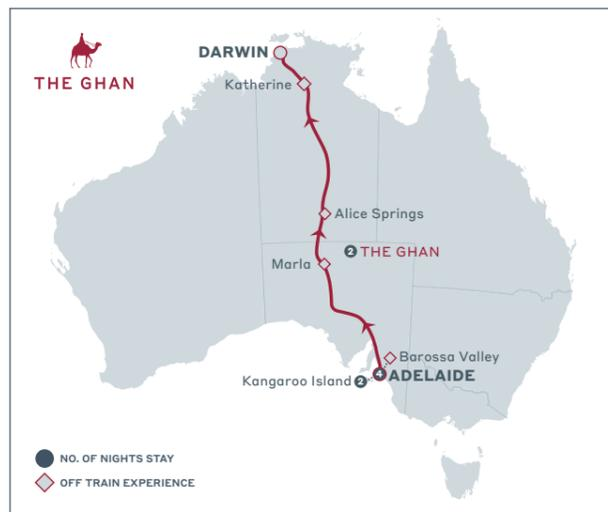 THE GHAN
DARWIN
Katherine
Alice Springs
2 THE GHAN
Marla
Barossa Valley
4 ADELAIDE
Kangaroo Island 2
NO. OF NIGHTS STAY
OFF TRAIN EXPERIENCE